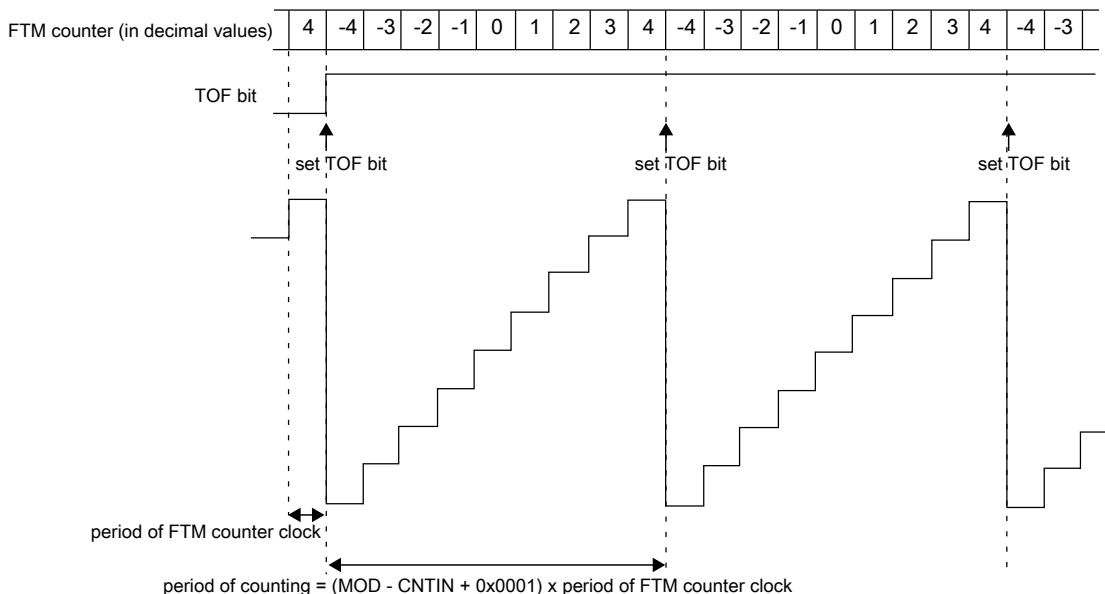 FTM counter (in decimal values) 4 -4 -3 -2 -1 0 1 2 3 4 -4 -3 -2 -1 0 1 2 3 4 -4 -3
TOF bit
set TOF bit set TOF bit set TOF bit
period of FTM counter clock
period of counting = (MOD - CNTIN + 0x0001) x period of FTM counter clock